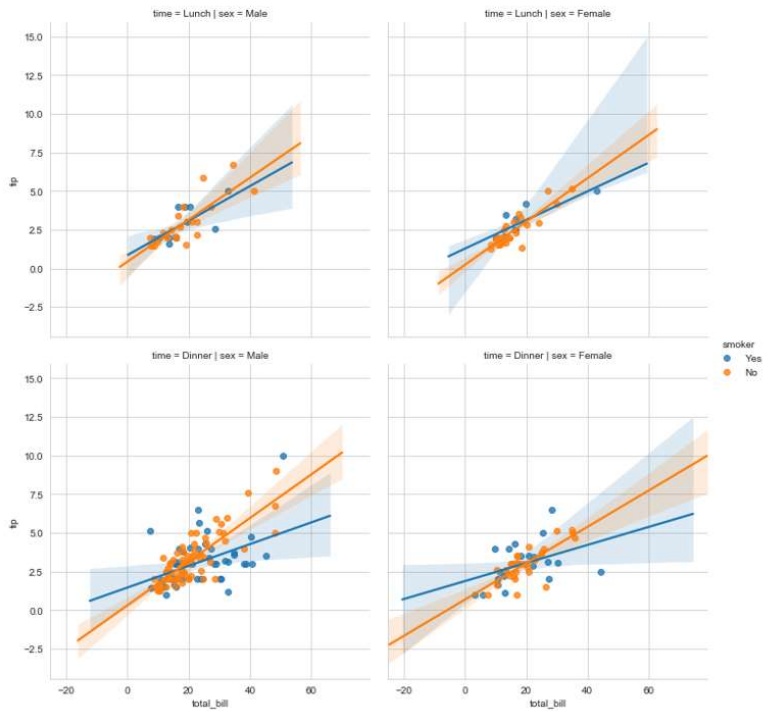 time = Lunch | sex = Male
time = Lunch | sex = Female
15.0
12.5
10.0
7.5
5.0
2.5
0.0
−2.5
tip
smoker
Yes
No
time = Dinner | sex = Male
time = Dinner | sex = Female
15.0
12.5
10.0
7.5
5.0
2.5
0.0
−2.5
tip
−20 0 20 40 60
−20 0 20 40 60
total_bill
total_bill